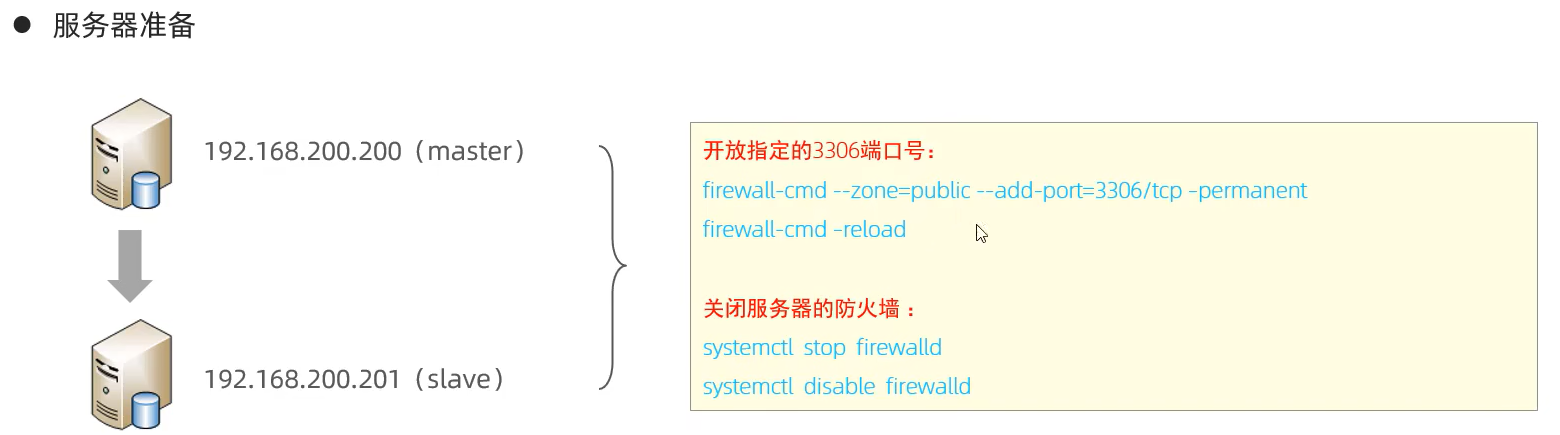 ● 服务器准备
192.168.200.200（master）
192.168.200.201（slave）
开放指定的3306端口号：
firewall-cmd --zone=public --add-port=3306/tcp –permanent
firewall-cmd –reload
关闭服务器的防火墙：
systemctl stop firewalld
systemctl disable firewalld